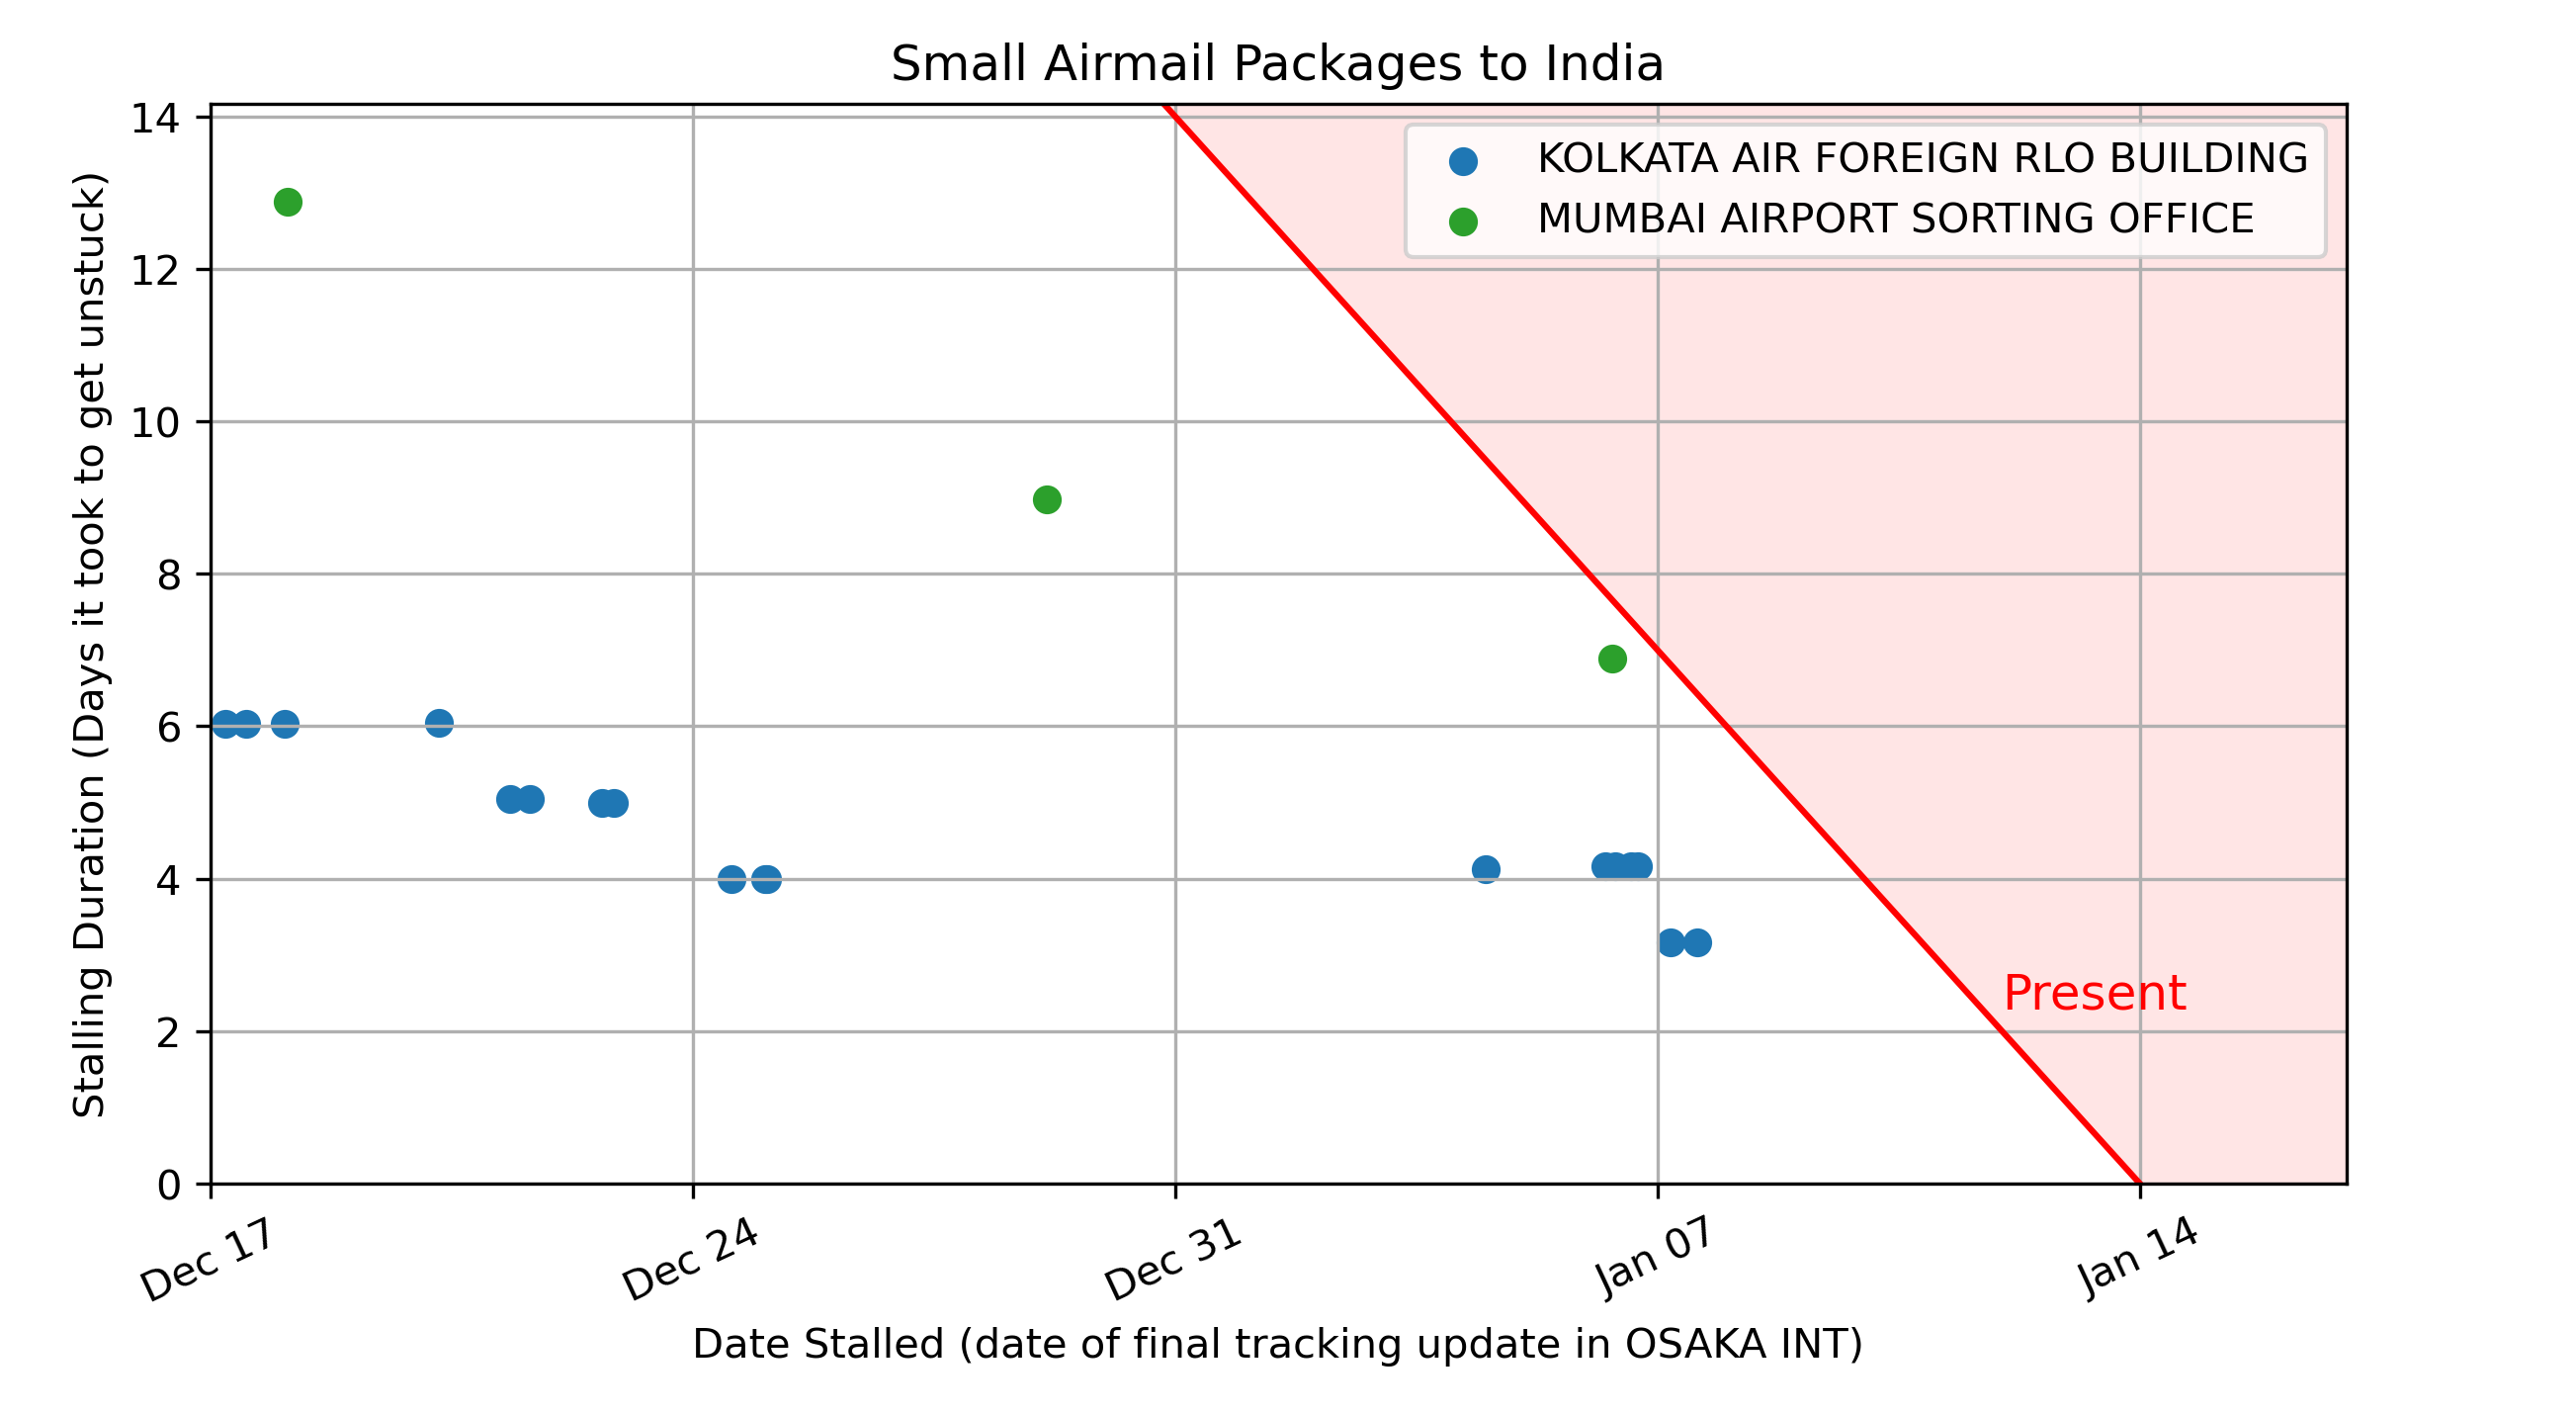 Small Airmail Packages to India
KOLKATA AIR FOREIGN RLO BUILDING
MUMBAI AIRPORT SORTING OFFICE
Stalling Duration (Days it took to get unstuck)
14
12
10
8
6
4
2
0
Present
Dec 17
Dec 24
Dec 31
Jan 07
Jan 14
Date Stalled (date of final tracking update in OSAKA INT)